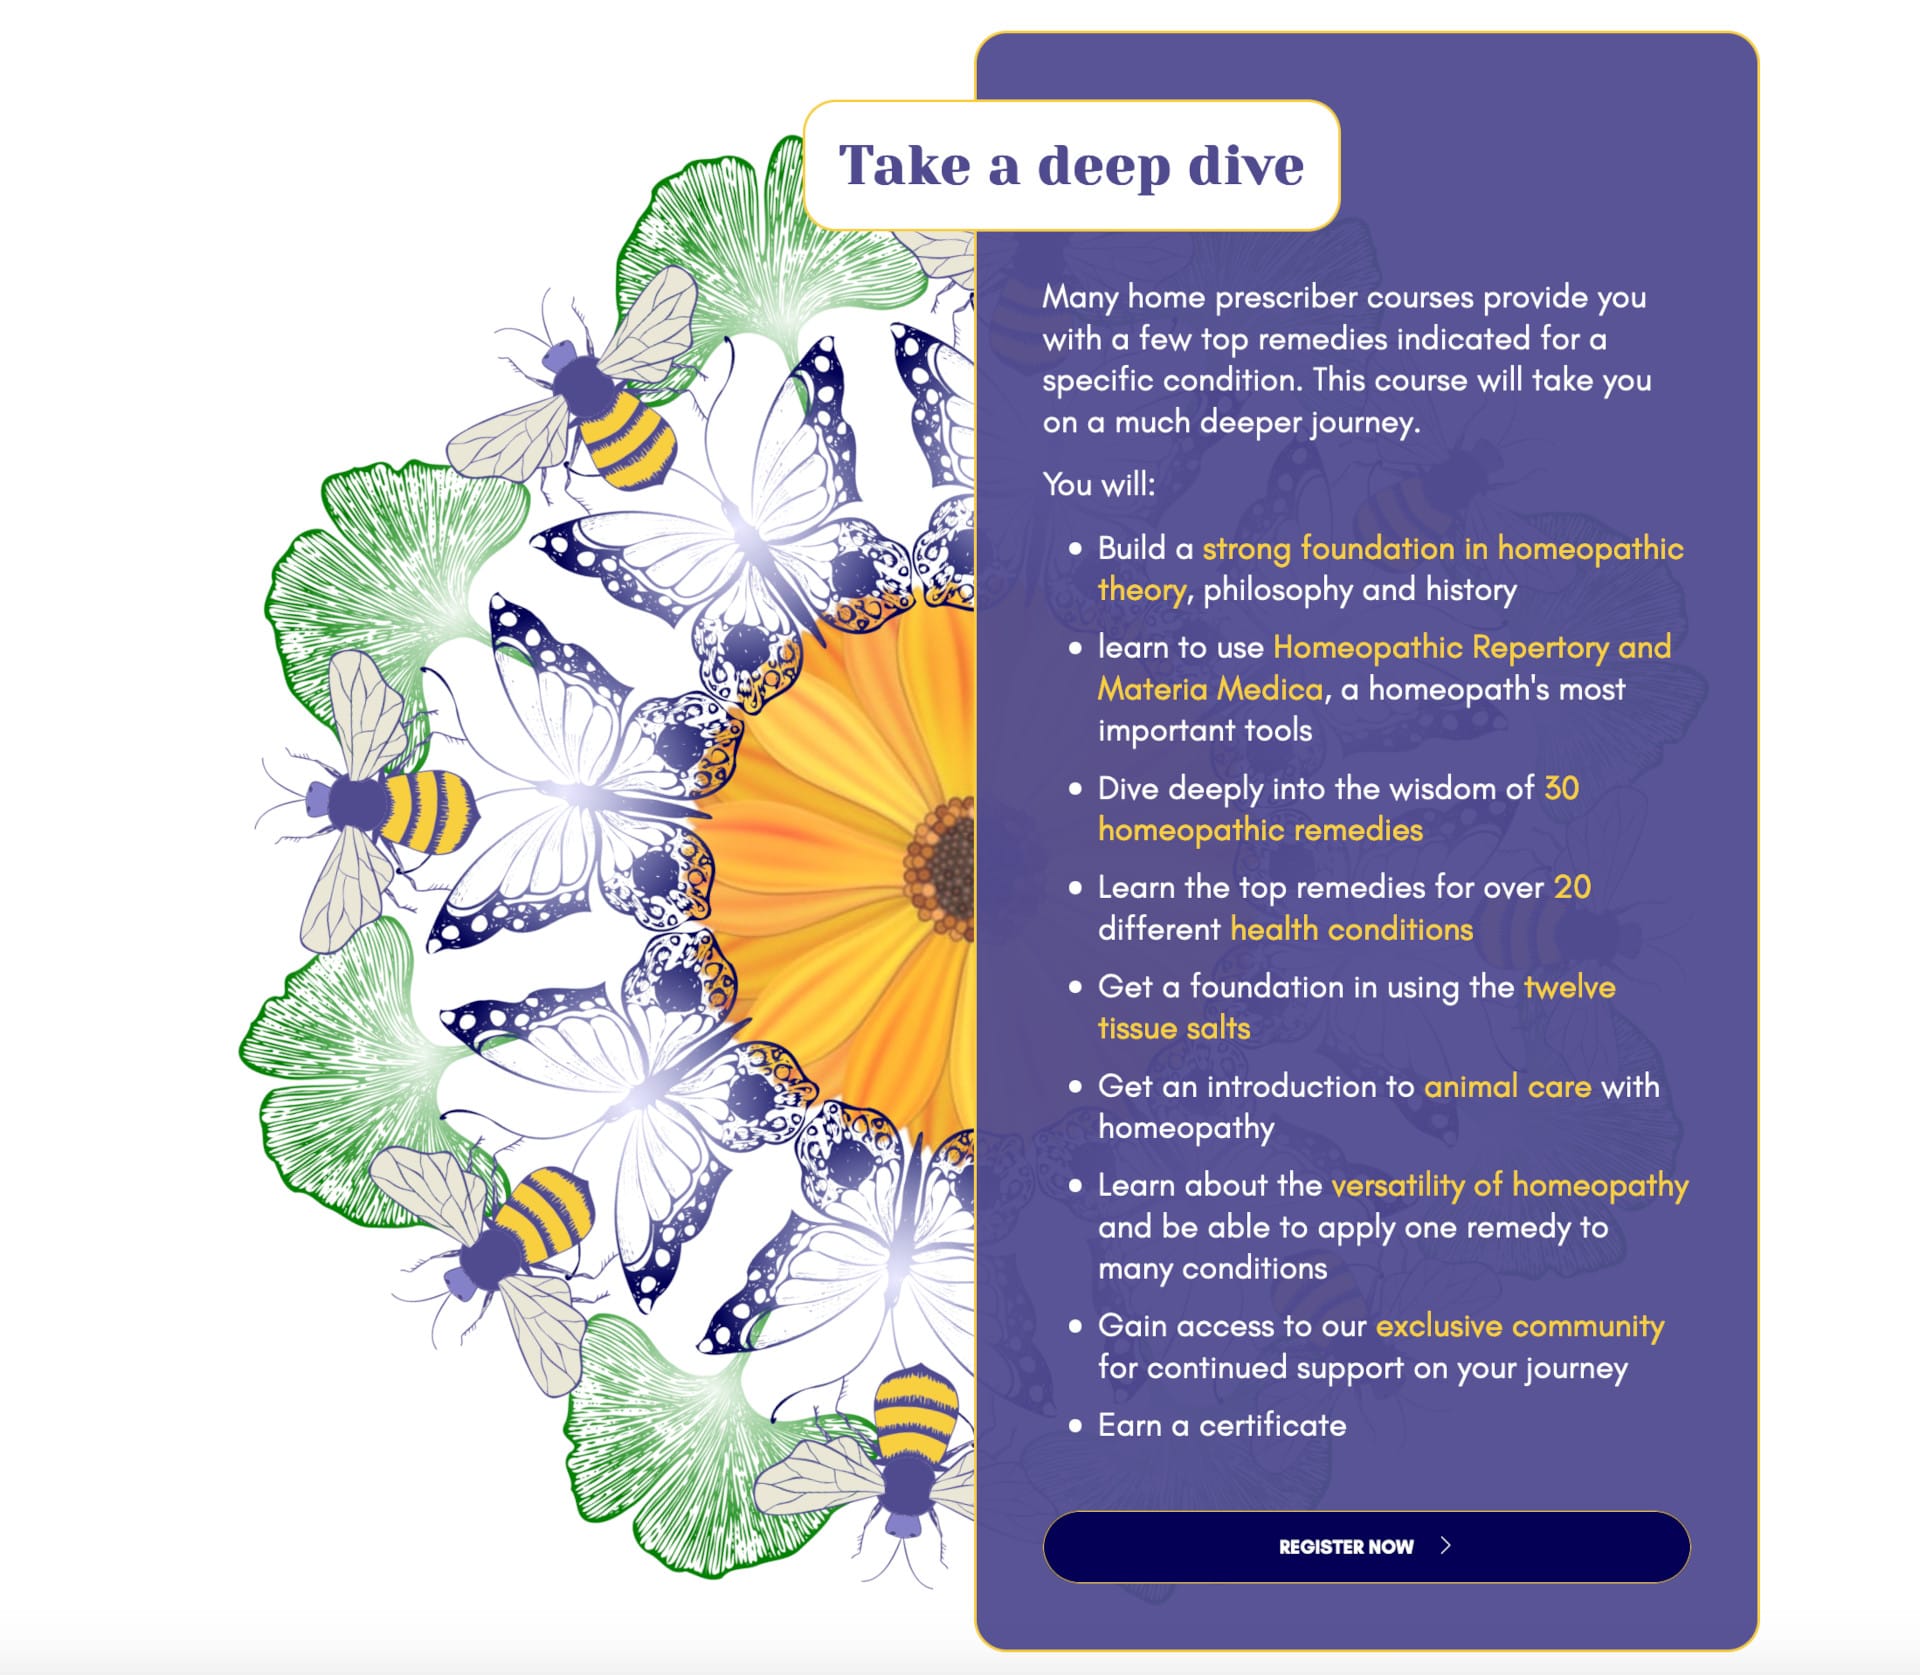 Take a deep dive
Many home prescriber courses provide you
with a few top remedies indicated for a
specific condition. This course will take you
on a much deeper journey.
You will:
Build a strong foundation in homeopathic
theory, philosophy and history
learn to use Homeopathic Repertory and
Materia Medica, a homeopath's most
important tools
Dive deeply into the wisdom of 30
homeopathic remedies
Learn the top remedies for over 20
different health conditions
Get a foundation in using the twelve
tissue salts
Get an introduction to animal care with
homeopathy
Learn about the versatility of homeopathy
and be able to apply one remedy to
many conditions
Gain access to our exclusive community
for continued support on your journey
Earn a certificate
REGISTER NOW